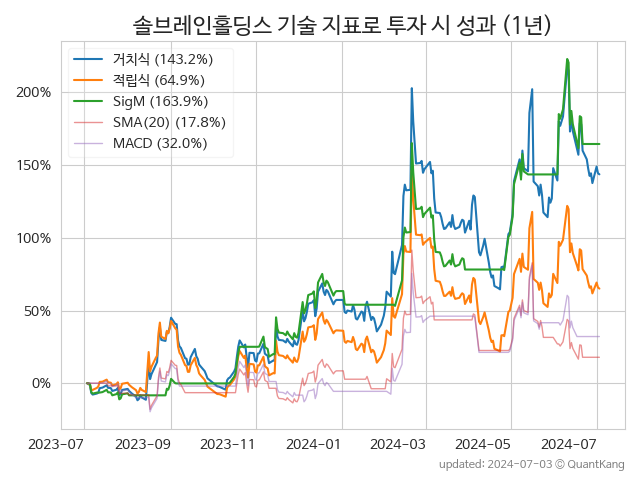 솔브레인홀딩스 기술 지표로 투자 시 성과 (1년)
거치식 (143.2%)
적립식 (64.9%)
SigM (163.9%)
SMA(20) (17.8%)
MACD (32.0%)
200%
150%
100%
50%
0%
2023-07 2023-09 2023-11 2024-01 2024-03 2024-05 2024-07
updated: 2024-07-03 © QuantKang